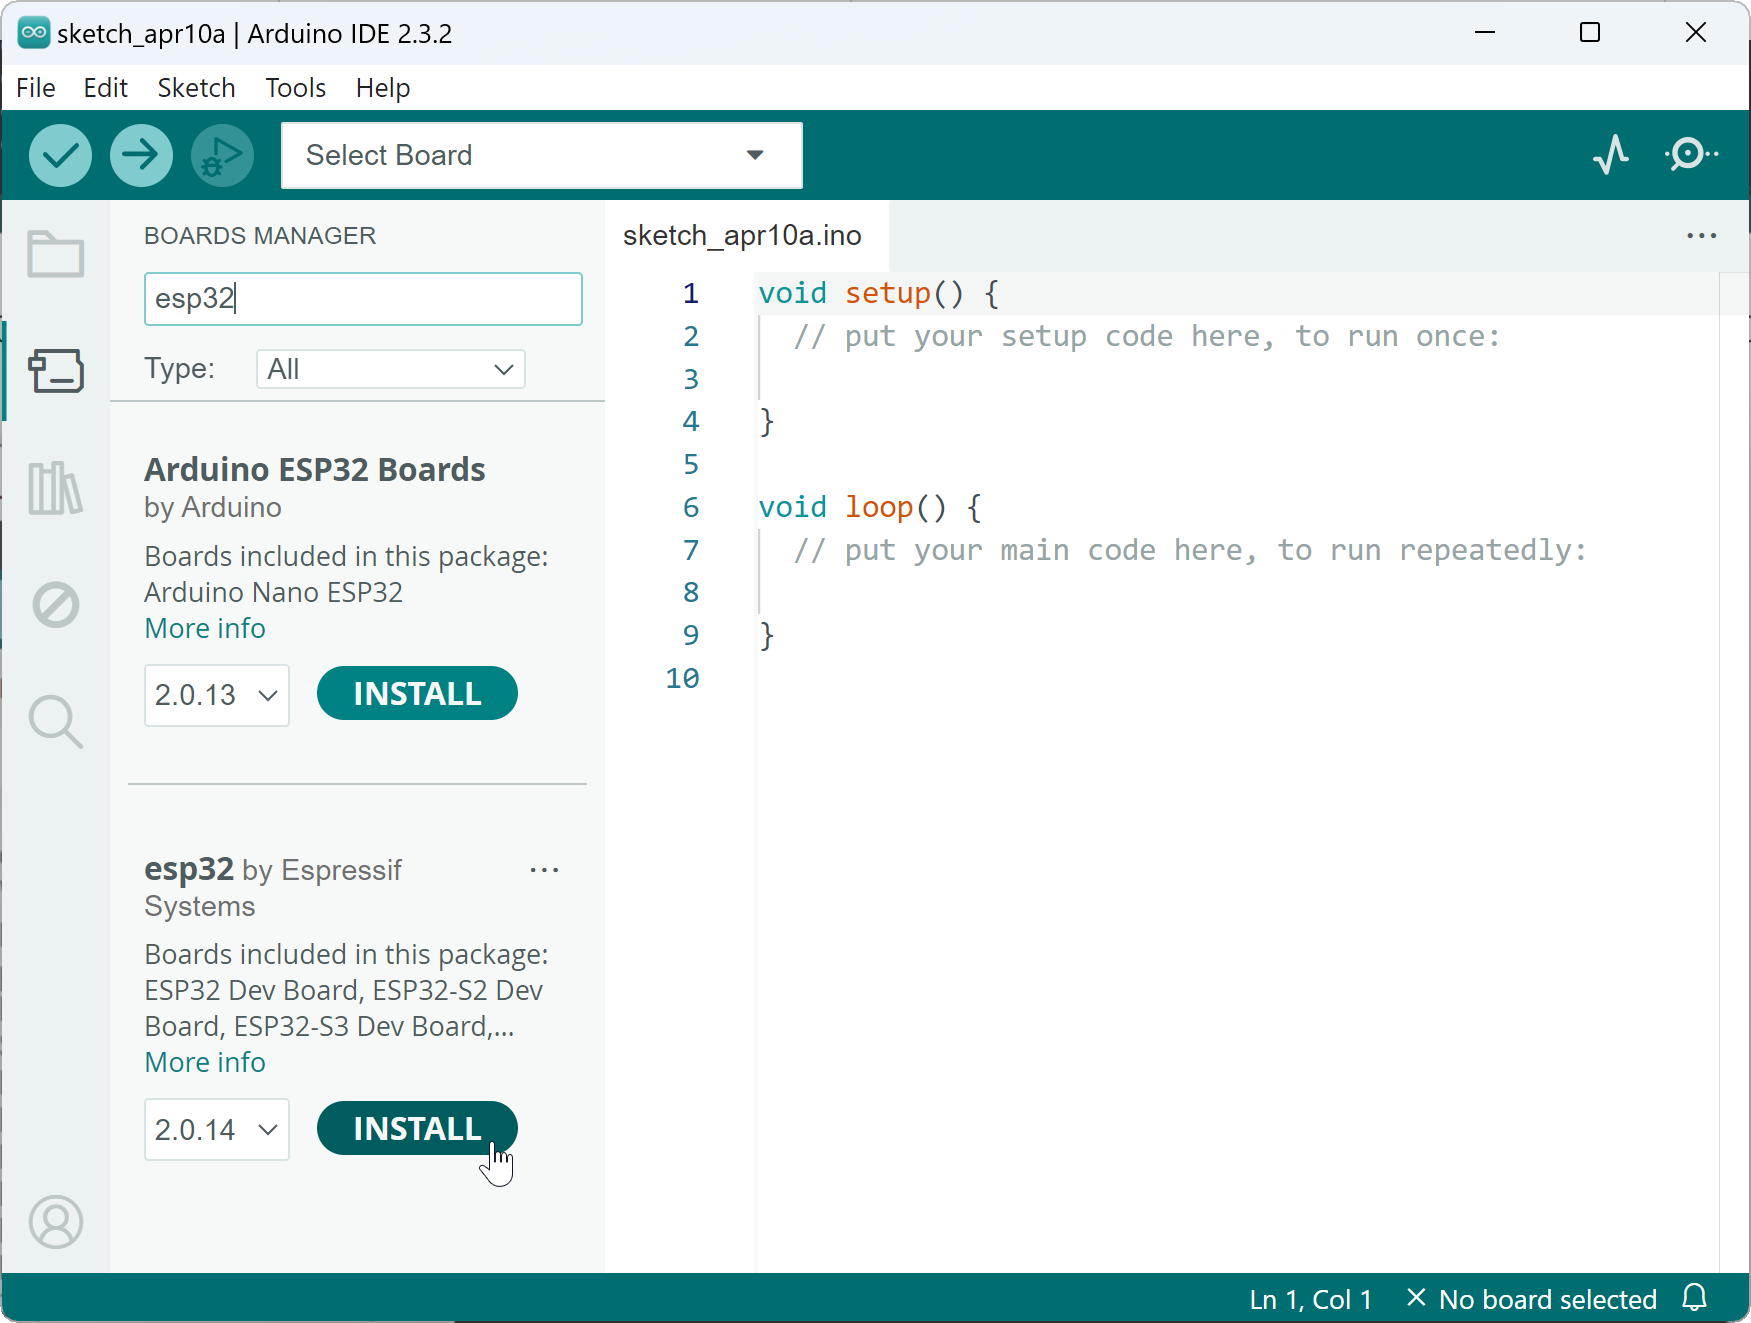 sketch_apr10a | Arduino IDE 2.3.2
File Edit Sketch Tools Help
Select Board
BOARDS MANAGER
esp32
Type: All
Arduino ESP32 Boards
by Arduino
Boards included in this package:
Arduino Nano ESP32
More info
2.0.13 INSTALL
esp32 by Espressif ...
Systems
Boards included in this package:
ESP32 Dev Board, ESP32-S2 Dev
Board, ESP32-S3 Dev Board,...
More info
2.0.14 INSTALL
sketch_apr10a.ino ...
1 void setup() {
2 // put your setup code here, to run once:
3
4 }
5
6 void loop() {
7 // put your main code here, to run repeatedly:
8
9 }
10
Ln 1, Col 1 × No board selected